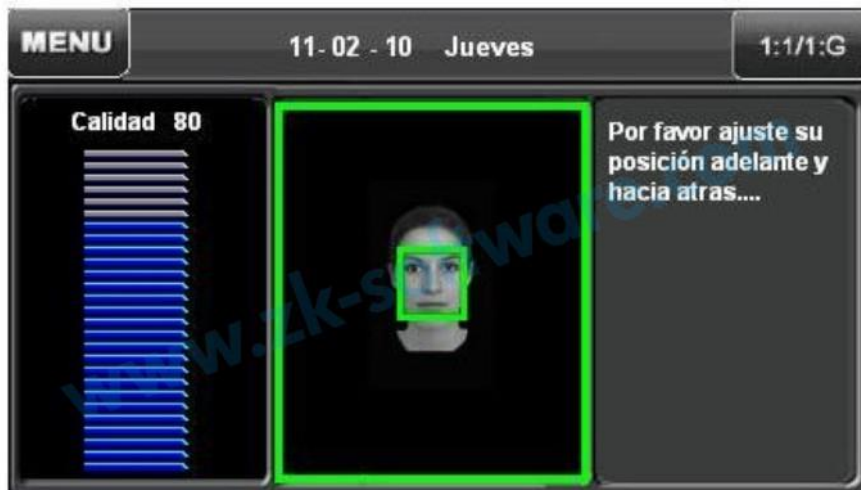 MENU
11-02-10 Jueves
1:1/1:G
Calidad 80
Por favor ajuste su
posición adelante y
hacia atras....
www.zk-software.com